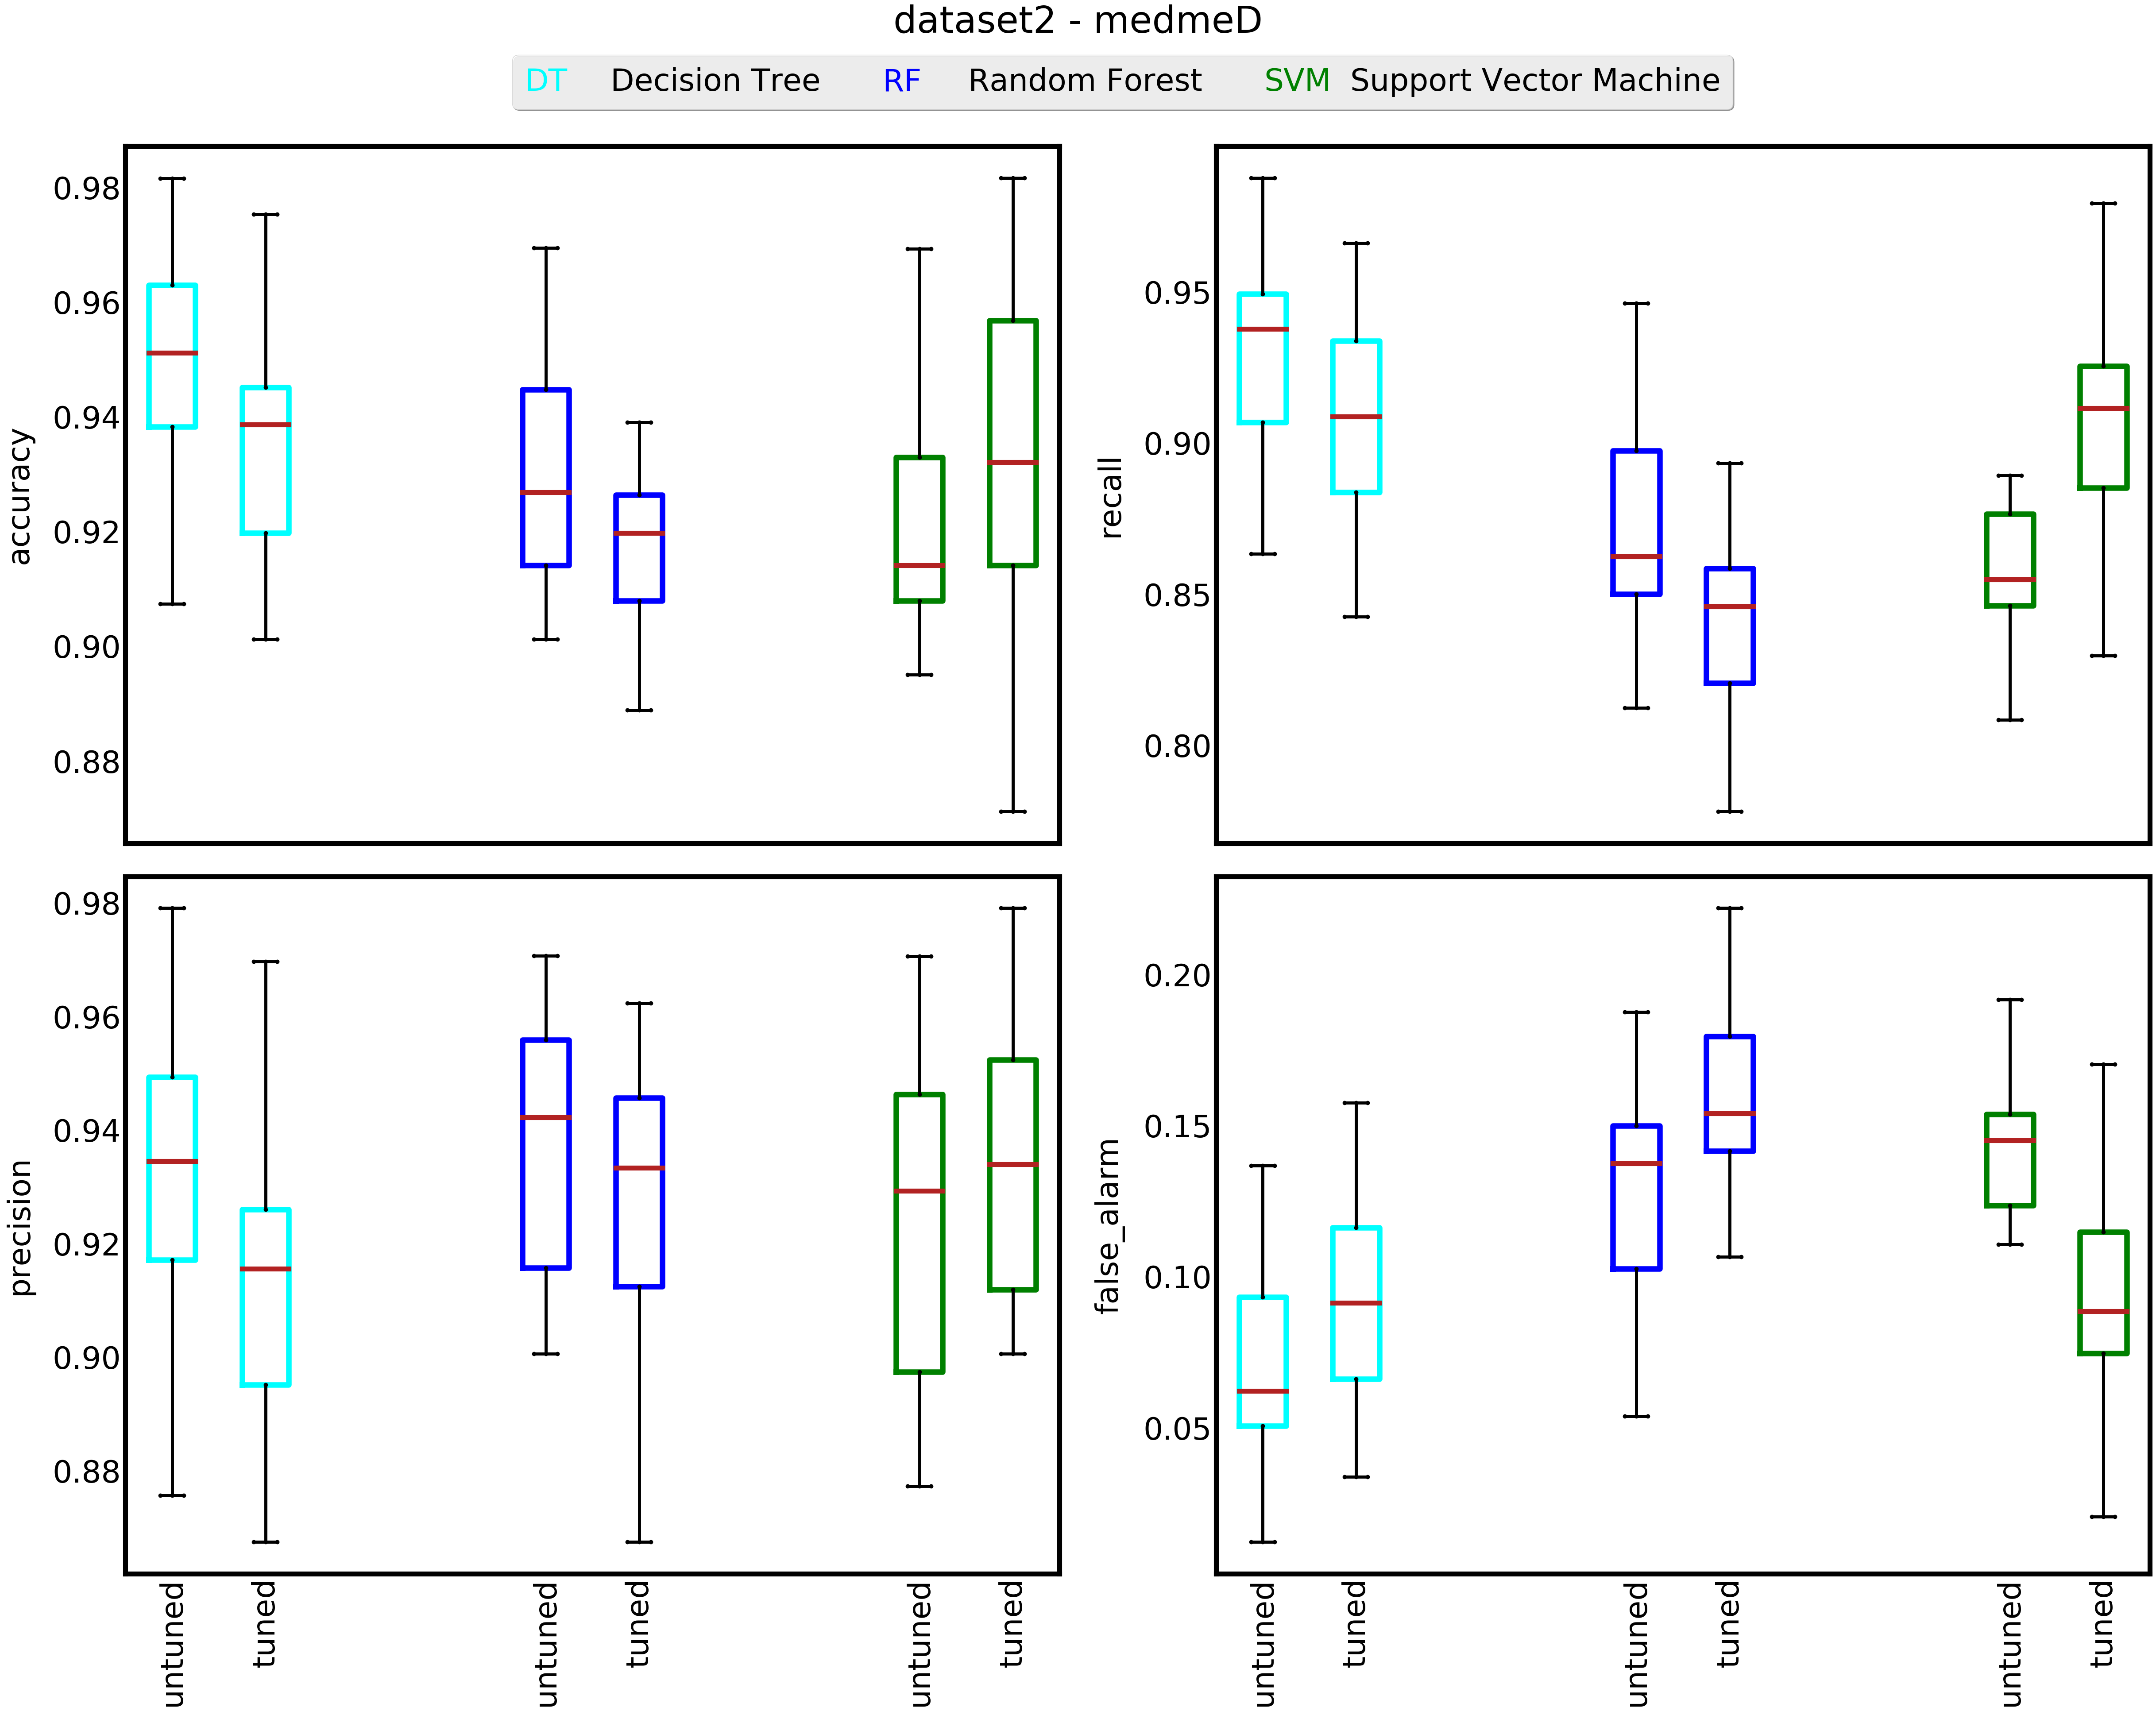 dataset2 - medmeD
DT Decision Tree RF Random Forest SVM Support Vector Machine
accuracy
0.98
0.96
0.94
0.92
0.90
0.88
recall
0.95
0.90
0.85
0.80
precision
0.98
0.96
0.94
0.92
0.90
0.88
false_alarm
0.20
0.15
0.10
0.05
untuned tuned untuned tuned untuned tuned
untuned tuned untuned tuned untuned tuned